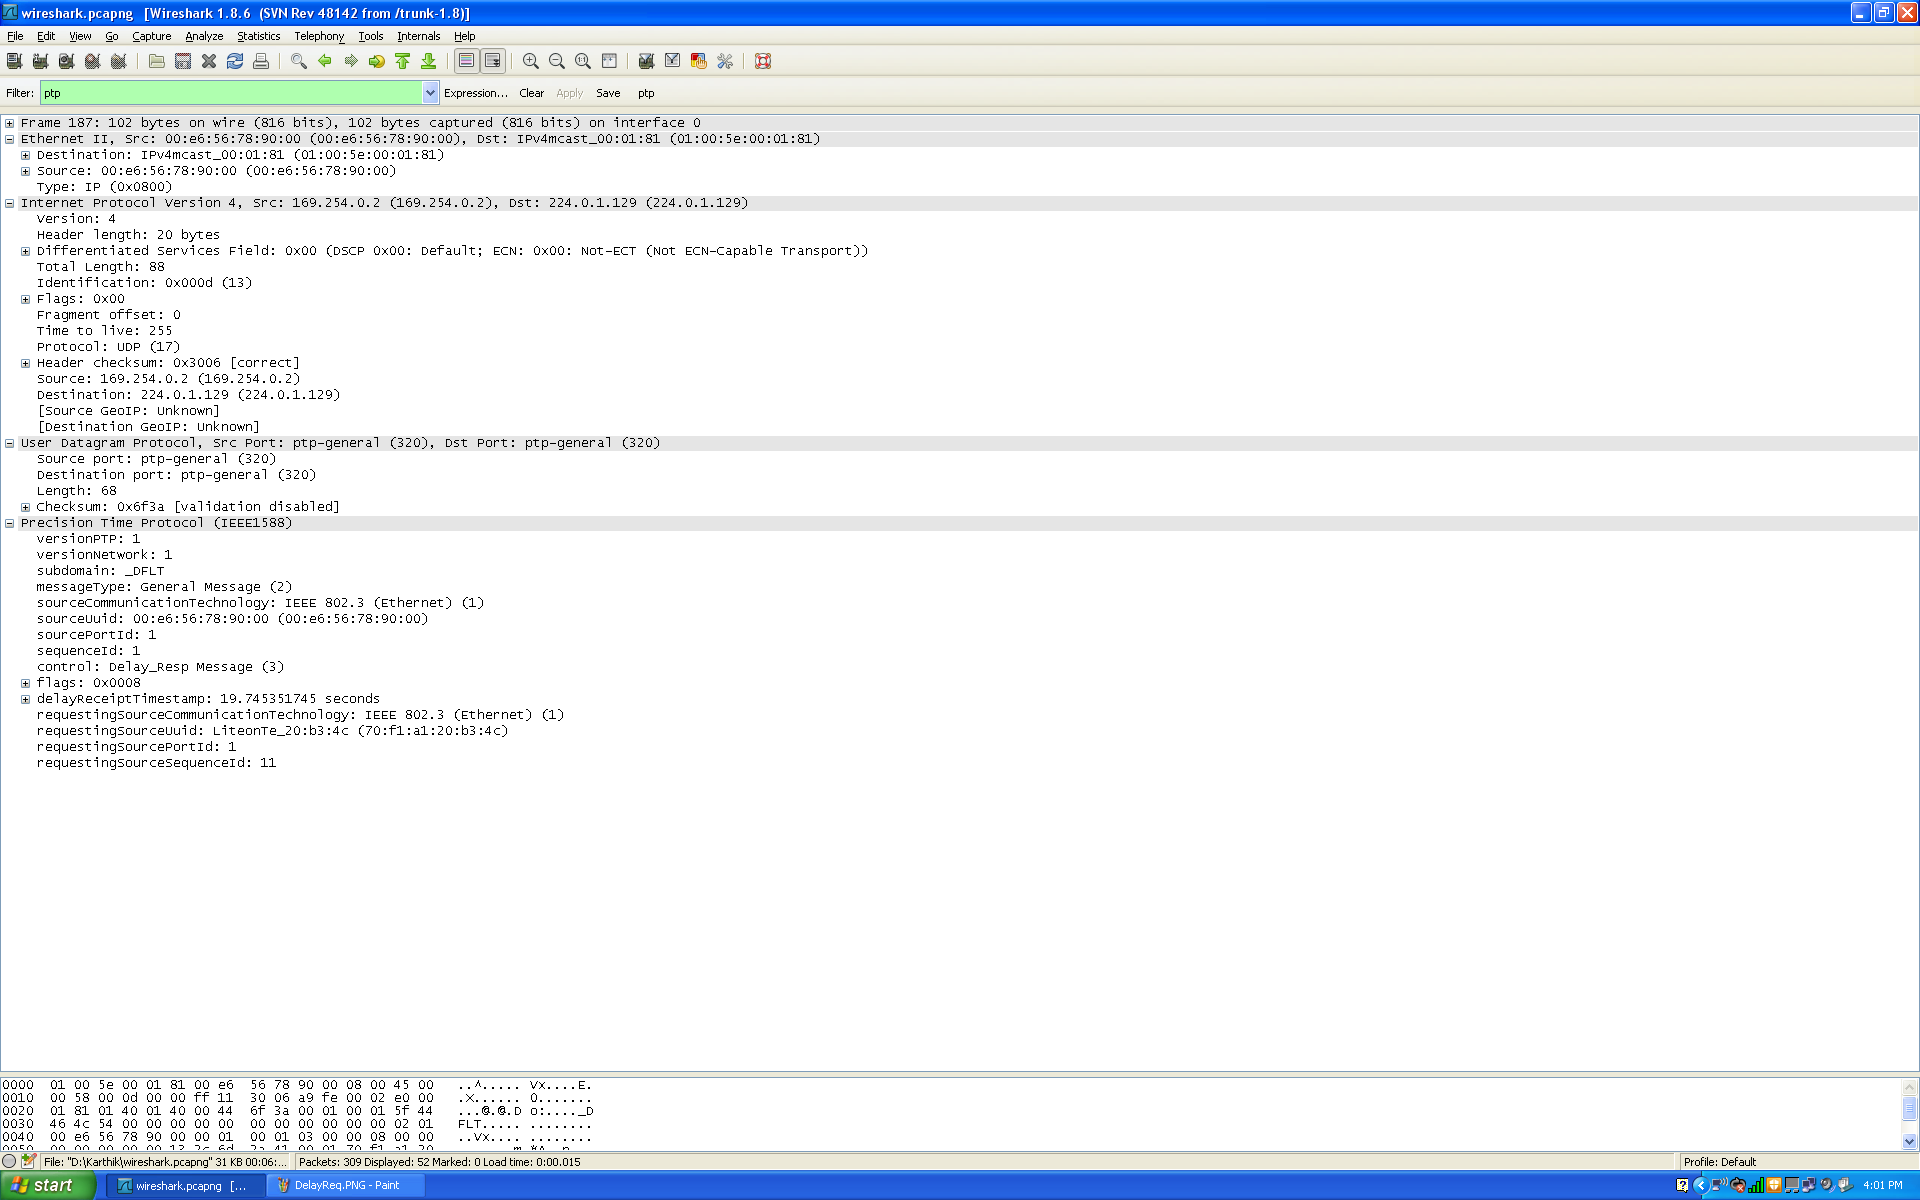 wireshark.pcapng   [Wireshark 1.8.6  (SVN Rev 48142 from /trunk-1.8)]
File Edit View Go Capture Analyze Statistics Telephony Tools Internals Help
Filter: ptp Expression... Clear Apply Save ptp
Frame 187: 102 bytes on wire (816 bits), 102 bytes captured (816 bits) on interface 0
Ethernet II, Src: 00:e6:56:78:90:00 (00:e6:56:78:90:00), Dst: IPv4mcast_00:01:81 (01:00:5e:00:01:81)
Destination: IPv4mcast_00:01:81 (01:00:5e:00:01:81)
Source: 00:e6:56:78:90:00 (00:e6:56:78:90:00)
Type: IP (0x0800)
Internet Protocol Version 4, Src: 169.254.0.2 (169.254.0.2), Dst: 224.0.1.129 (224.0.1.129)
Version: 4
Header length: 20 bytes
Differentiated Services Field: 0x00 (DSCP 0x00: Default; ECN: 0x00: Not-ECT (Not ECN-Capable Transport))
Total Length: 88
Identification: 0x000d (13)
Flags: 0x00
Fragment offset: 0
Time to live: 255
Protocol: UDP (17)
Header checksum: 0x3006 [correct]
Source: 169.254.0.2 (169.254.0.2)
Destination: 224.0.1.129 (224.0.1.129)
[Source GeoIP: Unknown]
[Destination GeoIP: Unknown]
User Datagram Protocol, Src Port: ptp-general (320), Dst Port: ptp-general (320)
Source port: ptp-general (320)
Destination port: ptp-general (320)
Length: 68
Checksum: 0x6f3a [validation disabled]
Precision Time Protocol (IEEE1588)
versionPTP: 1
versionNetwork: 1
subdomain: _DFLT
messageType: General Message (2)
sourceCommunicationTechnology: IEEE 802.3 (Ethernet) (1)
sourceUuid: 00:e6:56:78:90:00 (00:e6:56:78:90:00)
sourcePortId: 1
sequenceId: 1
control: Delay_Resp Message (3)
flags: 0x0008
delayReceiptTimestamp: 19.745351745 seconds
requestingSourceCommunicationTechnology: IEEE 802.3 (Ethernet) (1)
requestingSourceUuid: LiteonTe_20:b3:4c (70:f1:a1:20:b3:4c)
requestingSourcePortId: 1
requestingSourceSequenceId: 11
0000  01 00 5e 00 01 81 00 e6  56 78 90 00 08 00 45 00   ..^..... Vx....E.
0010  00 58 00 0d 00 00 ff 11  30 06 a9 fe 00 02 e0 00   .X...... 0.......
0020  01 81 01 40 01 40 00 44  6f 3a 00 01 00 01 5f 44   ...@.@.D o:...._D
0030  46 4c 54 00 00 00 00 00  00 00 00 00 00 00 02 01   FLT..... ........
0040  00 e6 56 78 90 00 00 01  00 01 03 00 00 08 00 00   ..Vx.... ........
File: "D:\Karthik\wireshark.pcapng" 31 KB 00:06:... Packets: 309 Displayed: 52 Marked: 0 Load time: 0:00.015 Profile: Default
start wireshark.pcapng   [... DelayReq.PNG - Paint 4:01 PM